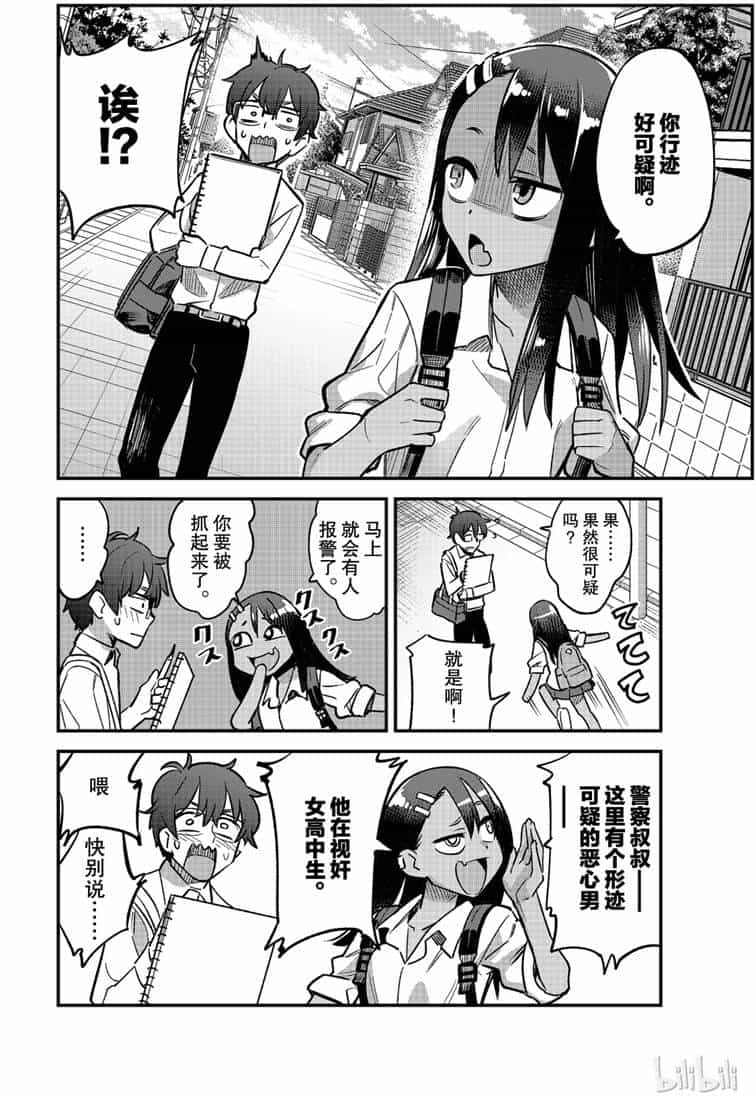 你行迹
好可疑啊。
诶!?
果……
果然很可疑
吗?
就是啊!
てててて
马上
就会有人
报警了。
你要被
抓起来了。
……
クスクス
クスクス
警察叔叔——
这里有个形迹
可疑的恶心男
——
他在视奸
女高中生。
喂
快别说……
bilibili